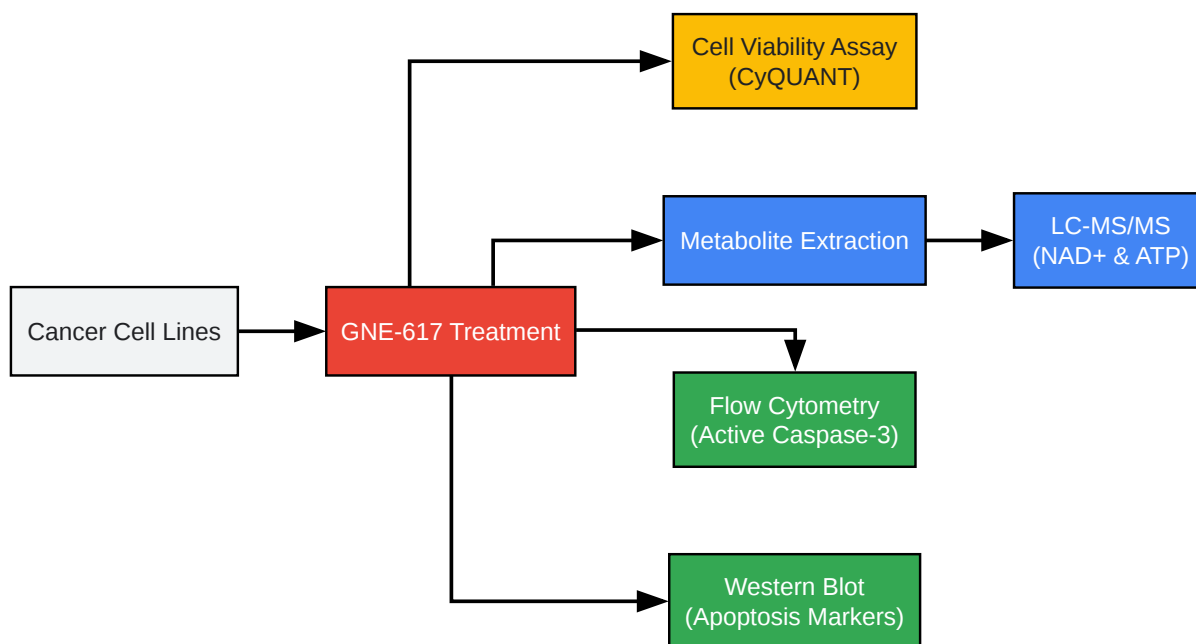 Cell Viability Assay
(CyQUANT)
Metabolite Extraction
LC-MS/MS
(NAD+ & ATP)
Cancer Cell Lines
GNE-617 Treatment
Flow Cytometry
(Active Caspase-3)
Western Blot
(Apoptosis Markers)